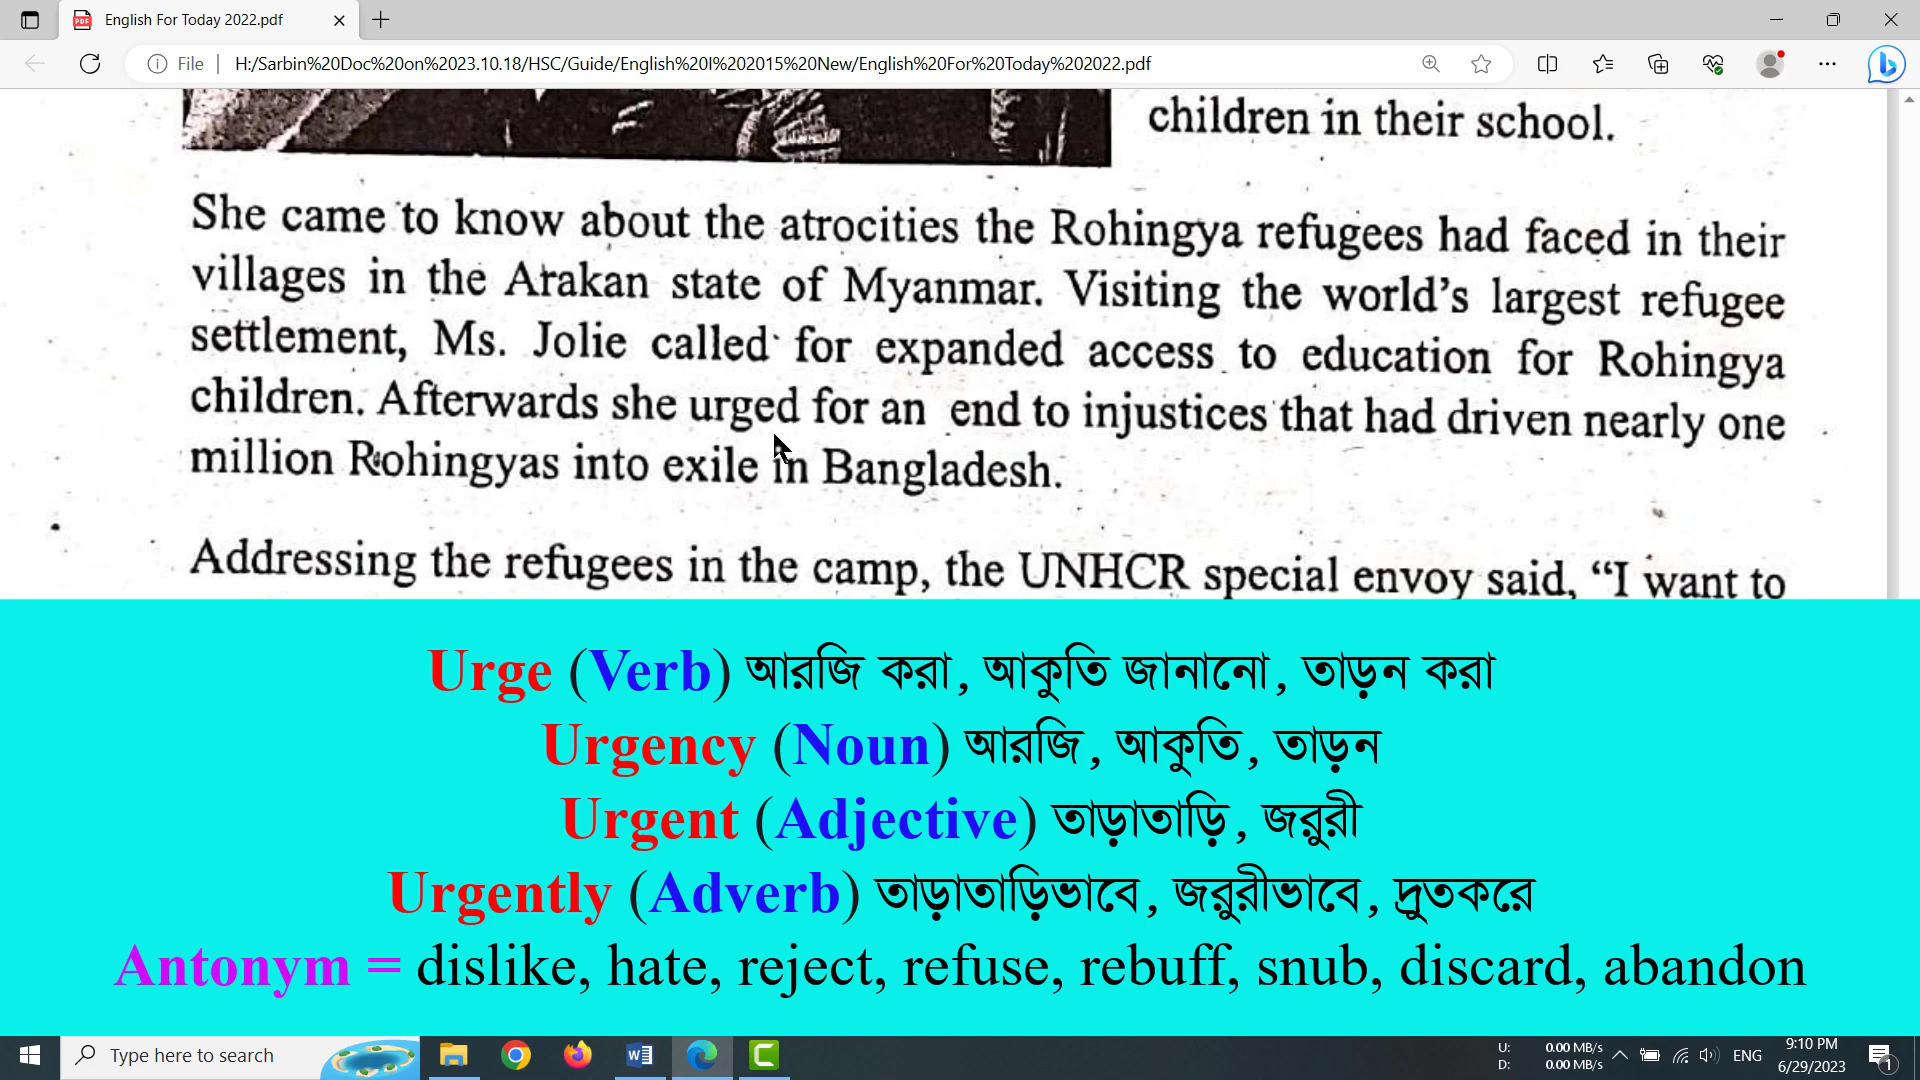 English For Today 2022.pdf
File
H:/Sarbin%20Doc%20on%2023.10.18/HSC/Guide/English%20I%202015%20New/English%20For%20Today%202022.pdf
children in their school.
She came to know about the atrocities the Rohingya refugees had faced in their
villages in the Arakan state of Myanmar. Visiting the world's largest refugee
settlement, Ms. Jolie called for expanded access to education for Rohingya
children. Afterwards she urged for an end to injustices that had driven nearly one
million Rohingyas into exile in Bangladesh.
Addressing the refugees in the camp, the UNHCR special envoy said, “I want to
Urge (Verb) আরজি করা, আকুতি জানানো, তাড়ন করা
Urgency (Noun) আরজি, আকুতি, তাড়ন
Urgent (Adjective) তাড়াতাড়ি, জরুরী
Urgently (Adverb) তাড়াতাড়িভাবে, জরুরীভাবে, দ্রুতকরে
Antonym = dislike, hate, reject, refuse, rebuff, snub, discard, abandon
Type here to search
U: 0.00 MB/s
D: 0.00 MB/s
ENG
9:10 PM
6/29/2023
1